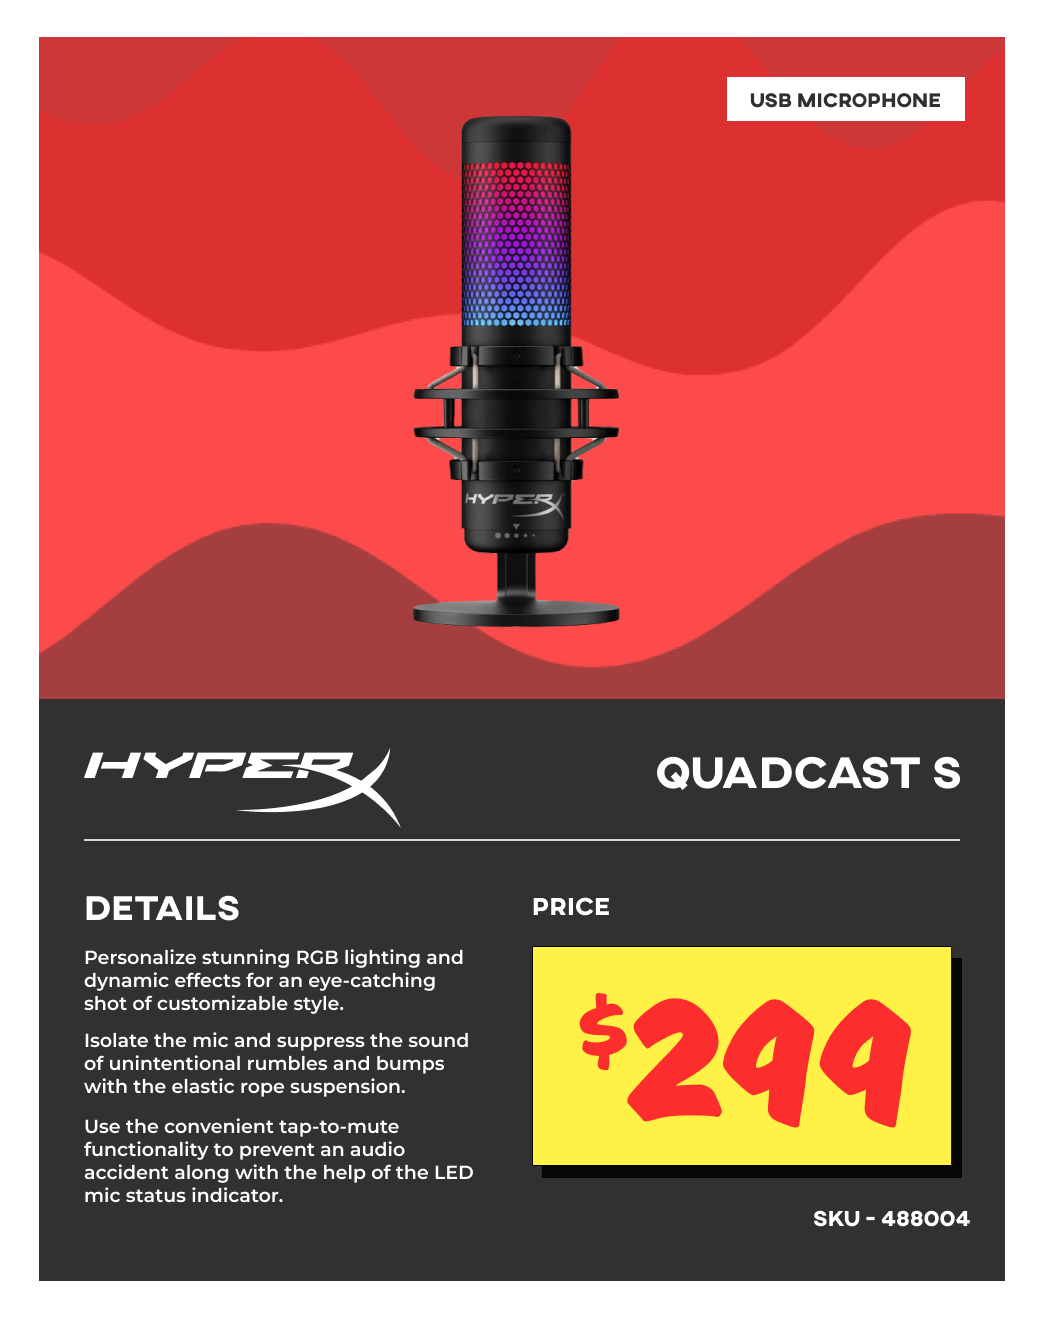 USB MICROPHONE
HYPERX
HYPERX
QUADCAST S
DETAILS
Personalize stunning RGB lighting and
dynamic effects for an eye-catching
shot of customizable style.
Isolate the mic and suppress the sound
of unintentional rumbles and bumps
with the elastic rope suspension.
Use the convenient tap-to-mute
functionality to prevent an audio
accident along with the help of the LED
mic status indicator.
PRICE
$299
SKU - 488004